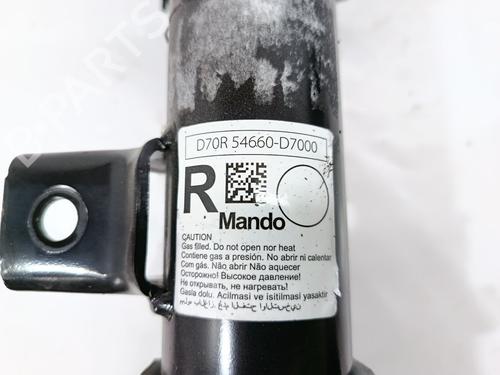 D70R 54660-D7000
R
Mando
CAUTION
Gas filled. Do not open nor heat
Contiene gas a presión. No abrir ni calentar
Com gás. Não abrir Não aquecer
Осторожно! Высокое давление!
Не открывать, не нагревать!
Gasla dolu. Acilmasi ve isitilmasi yasaktir